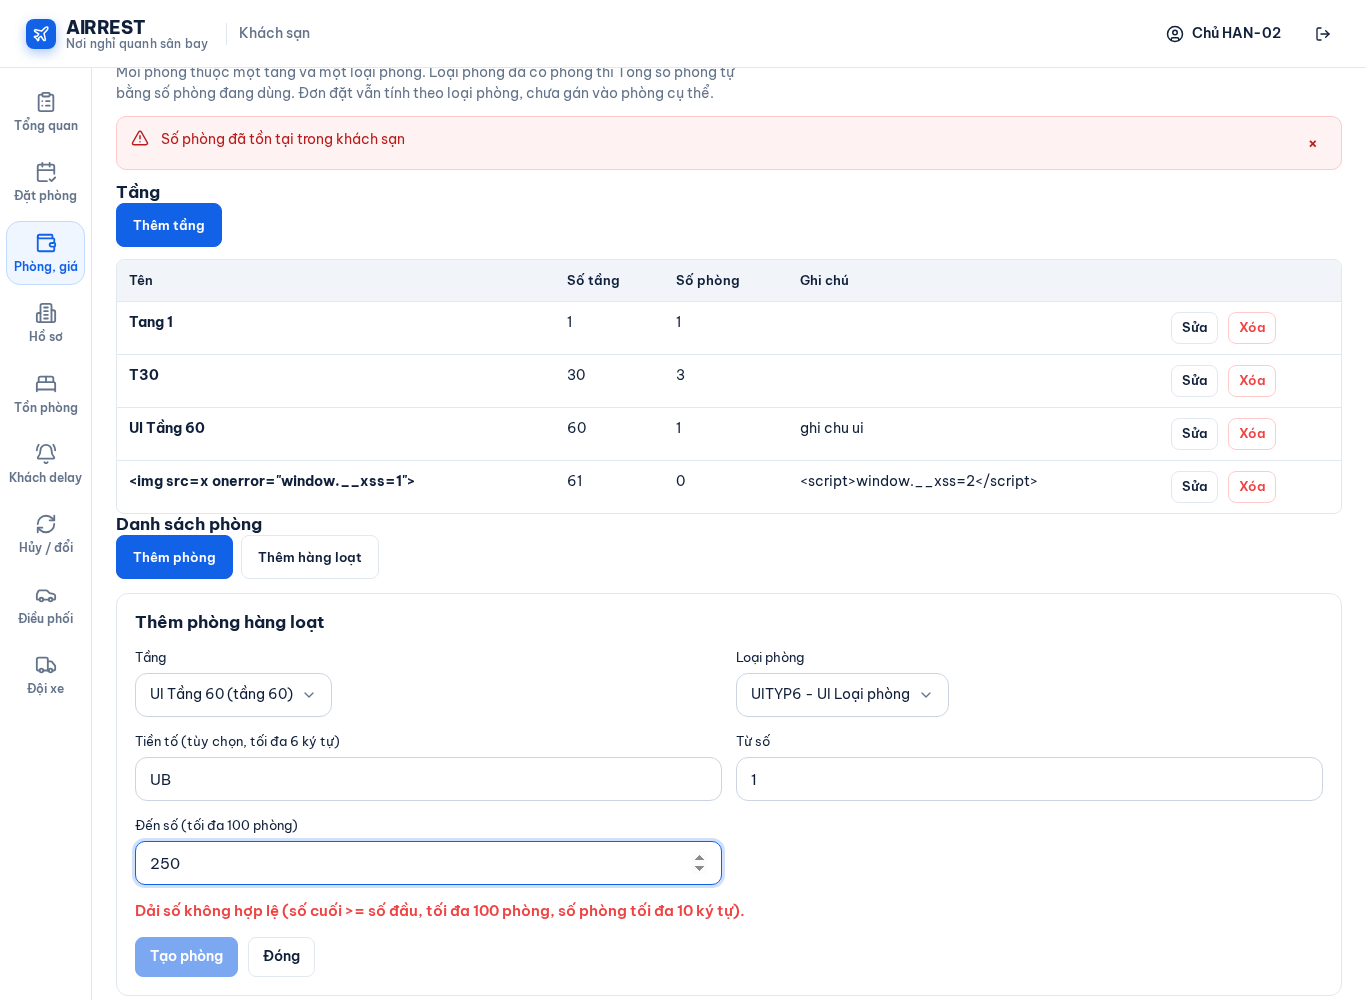 AIRREST
Nơi nghỉ quanh sân bay
Khách sạn
Chủ HAN-02
Mỗi phòng thuộc một tầng và một loại phòng. Loại phòng đã có phòng thì Tổng số phòng tự
bằng số phòng đang dùng. Đơn đặt vẫn tính theo loại phòng, chưa gán vào phòng cụ thể.
Tổng quan
Đặt phòng
Phòng, giá
Hồ sơ
Tồn phòng
Khách delay
Hủy / đổi
Điều phối
Đội xe
Số phòng đã tồn tại trong khách sạn
×
Tầng
Thêm tầng
Tên Số tầng Số phòng Ghi chú
Tang 1 1 1 Sửa Xóa
T30 30 3 Sửa Xóa
UI Tầng 60 60 1 ghi chu ui Sửa Xóa
<img src=x onerror="window.__xss=1"> 61 0 <script>window.__xss=2</script> Sửa Xóa
Danh sách phòng
Thêm phòng Thêm hàng loạt
Thêm phòng hàng loạt
Tầng Loại phòng
UI Tầng 60 (tầng 60) UITYP6 - UI Loại phòng
Tiền tố (tùy chọn, tối đa 6 ký tự) Từ số
UB 1
Đến số (tối đa 100 phòng)
250
Dải số không hợp lệ (số cuối >= số đầu, tối đa 100 phòng, số phòng tối đa 10 ký tự).
Tạo phòng Đóng